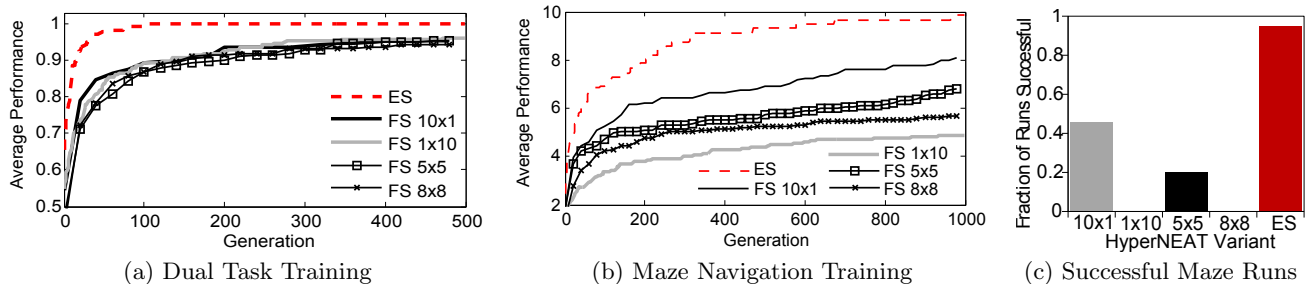 1
0.9
0.8
0.7
0.6
0.5
0
100
200
300
400
500
Average Performance
Generation
ES
FS 10x1
FS 1x10
FS 5x5
FS 8x8
(a) Dual Task Training
10
8
6
4
2
0
200
400
600
800
1000
Average Performance
Generation
ES
FS 10x1
FS 1x10
FS 5x5
FS 8x8
(b) Maze Navigation Training
1
0.8
0.6
0.4
0.2
0
Fraction of Runs Successful
10x1 1x10 5x5 8x8 ES
HyperNEAT Variant
(c) Successful Maze Runs